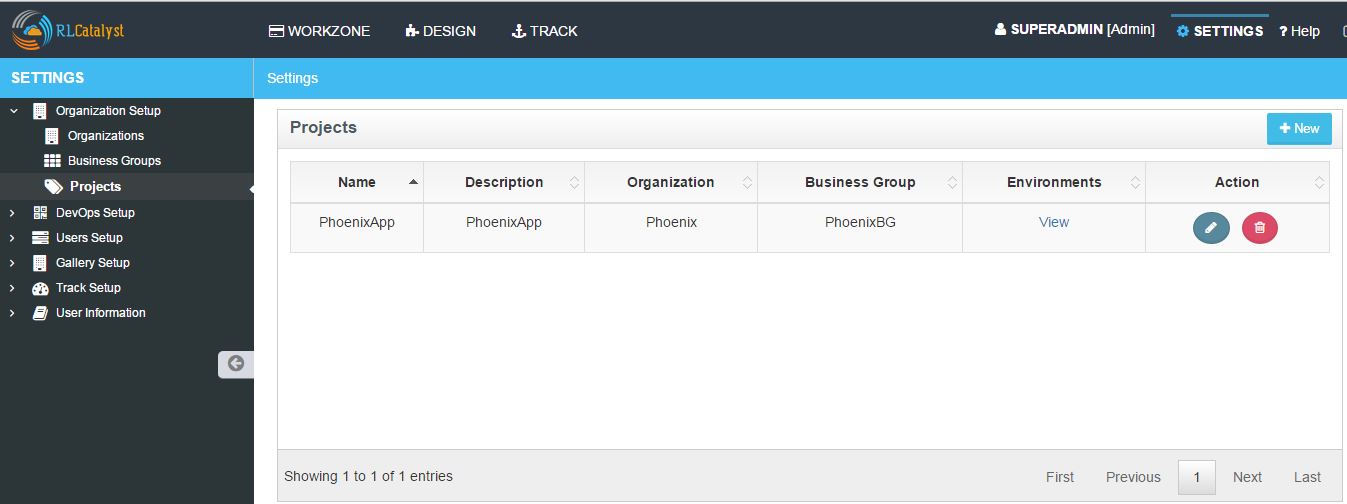 RLCatalyst WORKZONE DESIGN TRACK SUPERADMIN [Admin] SETTINGS ? Help
SETTINGS
Settings
Organization Setup
Organizations
Business Groups
Projects
DevOps Setup
Users Setup
Gallery Setup
Track Setup
User Information
Projects
+ New
Name Description Organization Business Group Environments Action
PhoenixApp PhoenixApp Phoenix PhoenixBG View
Showing 1 to 1 of 1 entries
First Previous 1 Next Last